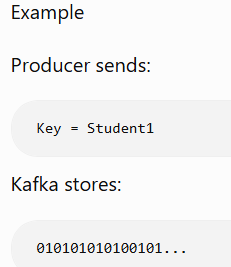 Example
Producer sends:
Key = Student1
Kafka stores:
010101010100101...